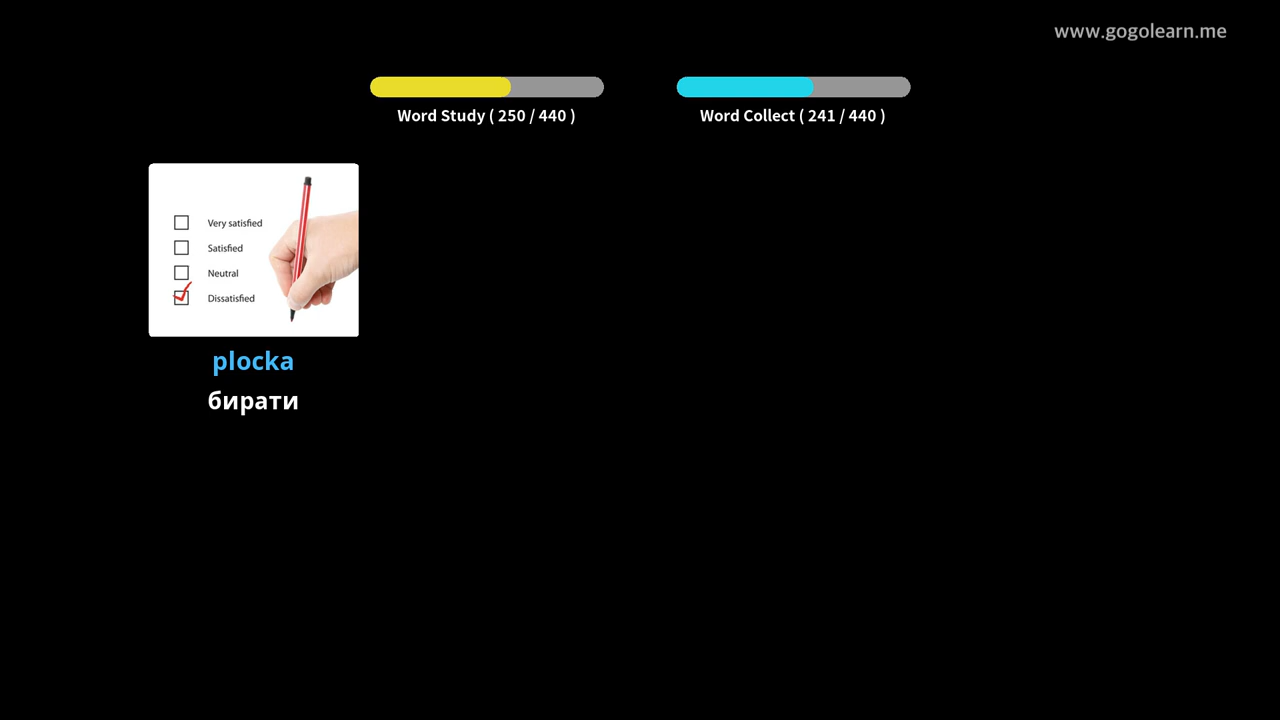 www.gogolearn.me
Word Study ( 250 / 440 )
Word Collect ( 241 / 440 )
Very satisfied
Satisfied
Neutral
Dissatisfied
plocka
бирати